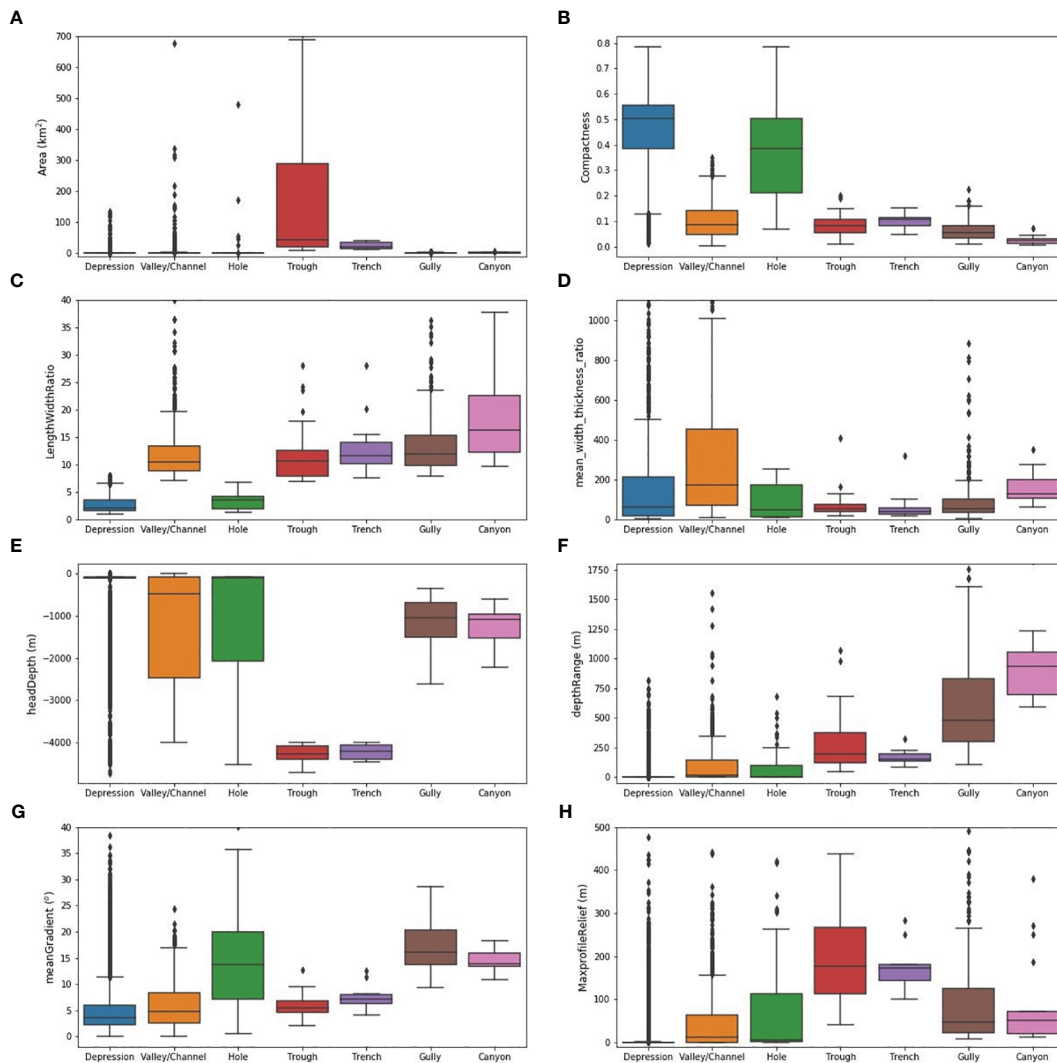 A
B
700
600
500
400
300
200
100
0
Area (km²)
Depression Valley/Channel Hole Trough Trench Gully Canyon
0.8
0.7
0.6
0.5
0.4
0.3
0.2
0.1
0.0
Compactness
Depression Valley/Channel Hole Trough Trench Gully Canyon
C
D
40
35
30
25
20
15
10
5
0
LengthWidthRatio
Depression Valley/Channel Hole Trough Trench Gully Canyon
1000
800
600
400
200
0
mean_width_thickness_ratio
Depression Valley/Channel Hole Trough Trench Gully Canyon
E
F
0
−1000
−2000
−3000
−4000
headDepth (m)
Depression Valley/Channel Hole Trough Trench Gully Canyon
1750
1500
1250
1000
750
500
250
0
depthRange (m)
Depression Valley/Channel Hole Trough Trench Gully Canyon
G
H
40
35
30
25
20
15
10
5
0
meanGradient (°)
Depression Valley/Channel Hole Trough Trench Gully Canyon
500
400
300
200
100
0
MaxprofileRelief (m)
Depression Valley/Channel Hole Trough Trench Gully Canyon